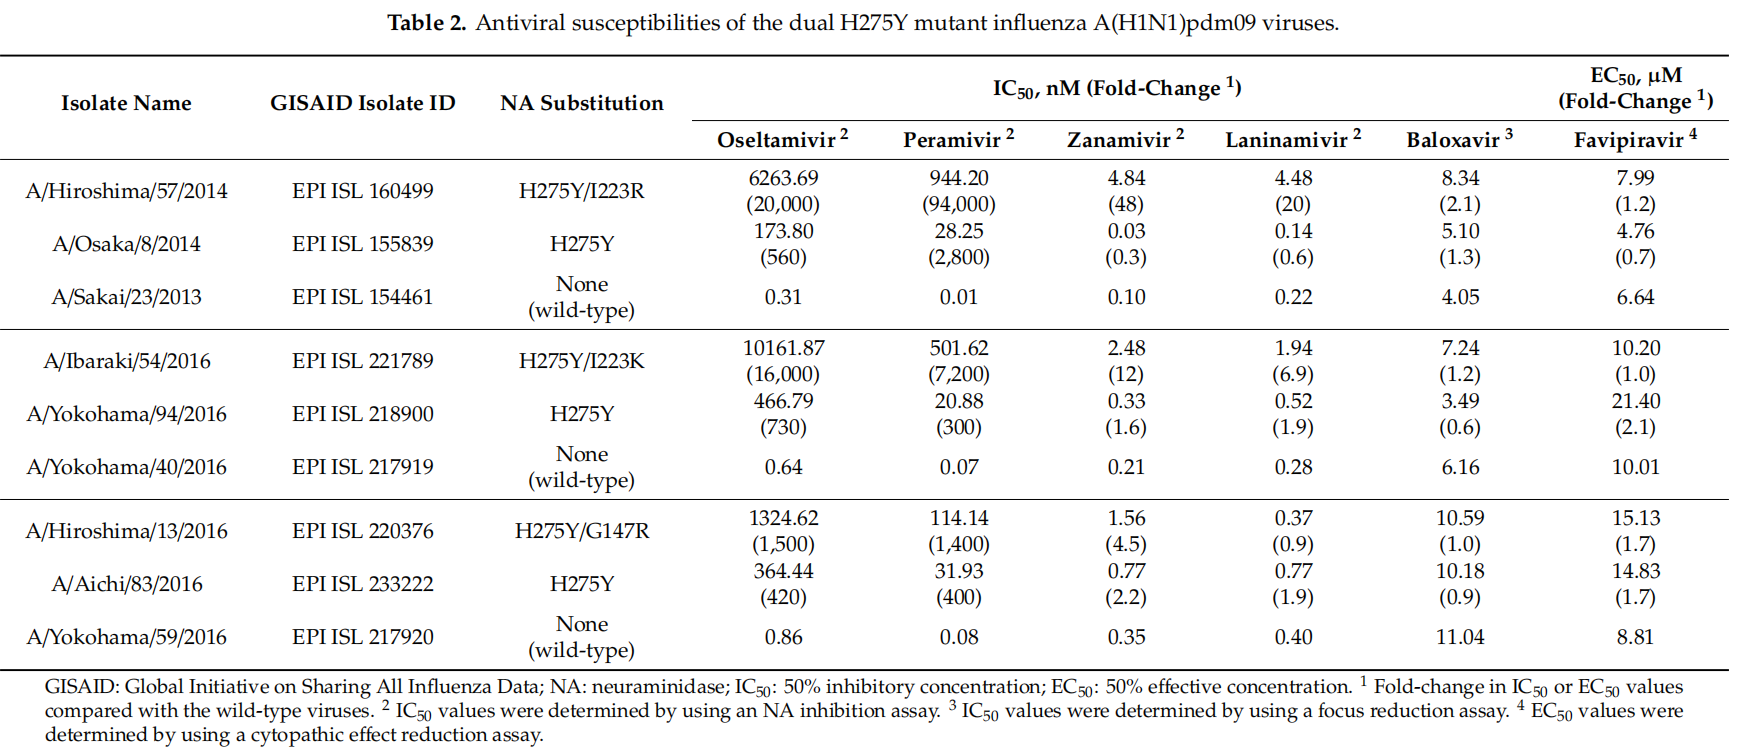 Table 2. Antiviral susceptibilities of the dual H275Y mutant influenza A(H1N1)pdm09 viruses.
Isolate Name GISAID Isolate ID NA Substitution IC50, nM (Fold-Change 1) EC50, µM (Fold-Change 1)
Oseltamivir 2 Peramivir 2 Zanamivir 2 Laninamivir 2 Baloxavir 3 Favipiravir 4
A/Hiroshima/57/2014 EPI ISL 160499 H275Y/I223R 6263.69 944.20 4.84 4.48 8.34 7.99
(20,000) (94,000) (48) (20) (2.1) (1.2)
A/Osaka/8/2014 EPI ISL 155839 H275Y 173.80 28.25 0.03 0.14 5.10 4.76
(560) (2,800) (0.3) (0.6) (1.3) (0.7)
A/Sakai/23/2013 EPI ISL 154461 None (wild-type) 0.31 0.01 0.10 0.22 4.05 6.64
A/Ibaraki/54/2016 EPI ISL 221789 H275Y/I223K 10161.87 501.62 2.48 1.94 7.24 10.20
(16,000) (7,200) (12) (6.9) (1.2) (1.0)
A/Yokohama/94/2016 EPI ISL 218900 H275Y 466.79 20.88 0.33 0.52 3.49 21.40
(730) (300) (1.6) (1.9) (0.6) (2.1)
A/Yokohama/40/2016 EPI ISL 217919 None (wild-type) 0.64 0.07 0.21 0.28 6.16 10.01
A/Hiroshima/13/2016 EPI ISL 220376 H275Y/G147R 1324.62 114.14 1.56 0.37 10.59 15.13
(1,500) (1,400) (4.5) (0.9) (1.0) (1.7)
A/Aichi/83/2016 EPI ISL 233222 H275Y 364.44 31.93 0.77 0.77 10.18 14.83
(420) (400) (2.2) (1.9) (0.9) (1.7)
A/Yokohama/59/2016 EPI ISL 217920 None (wild-type) 0.86 0.08 0.35 0.40 11.04 8.81
GISAID: Global Initiative on Sharing All Influenza Data; NA: neuraminidase; IC50: 50% inhibitory concentration; EC50: 50% effective concentration. 1 Fold-change in IC50 or EC50 values
compared with the wild-type viruses. 2 IC50 values were determined by using an NA inhibition assay. 3 IC50 values were determined by using a focus reduction assay. 4 EC50 values were
determined by using a cytopathic effect reduction assay.